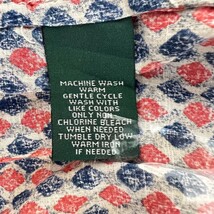 MACHINE WASH
WARM
GENTLE CYCLE
WASH WITH
LIKE COLORS
ONLY NON
CHLORINE BLEACH
WHEN NEEDED
TUMBLE DRY LOW
WARM IRON
IF NEEDED